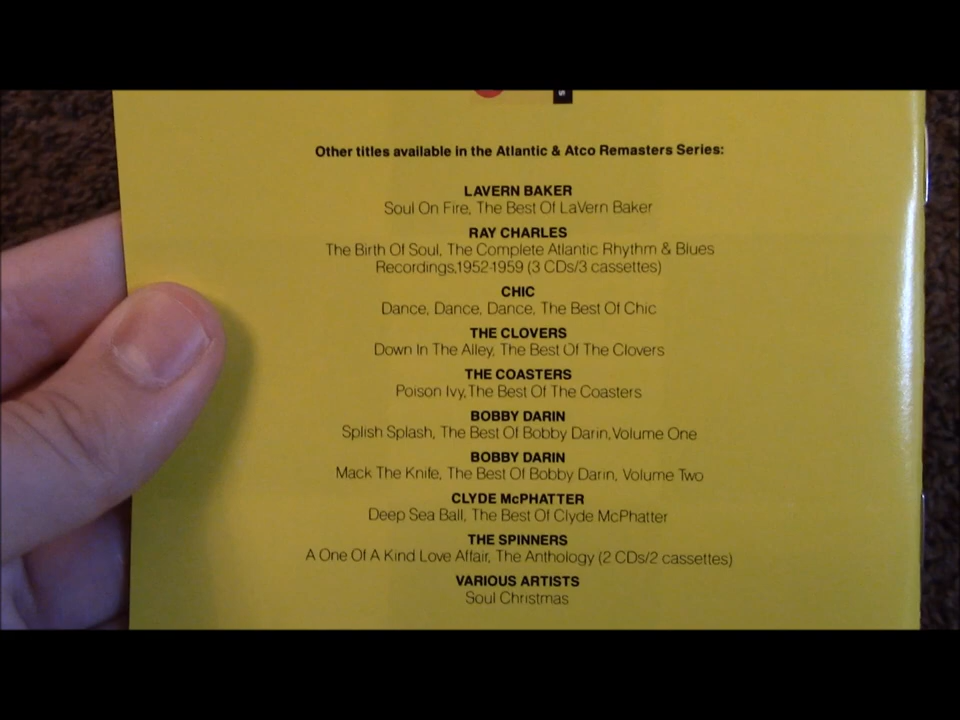 S
Other titles available in the Atlantic & Atco Remasters Series:
LAVERN BAKER
Soul On Fire, The Best Of LaVern Baker
RAY CHARLES
The Birth Of Soul, The Complete Atlantic Rhythm & Blues
Recordings,1952-1959 (3 CDs/3 cassettes)
CHIC
Dance, Dance, Dance, The Best Of Chic
THE CLOVERS
Down In The Alley, The Best Of The Clovers
THE COASTERS
Poison Ivy,The Best Of The Coasters
BOBBY DARIN
Splish Splash, The Best Of Bobby Darin,Volume One
BOBBY DARIN
Mack The Knife, The Best Of Bobby Darin, Volume Two
CLYDE McPHATTER
Deep Sea Ball, The Best Of Clyde McPhatter
THE SPINNERS
A One Of A Kind Love Affair, The Anthology (2 CDs/2 cassettes)
VARIOUS ARTISTS
Soul Christmas